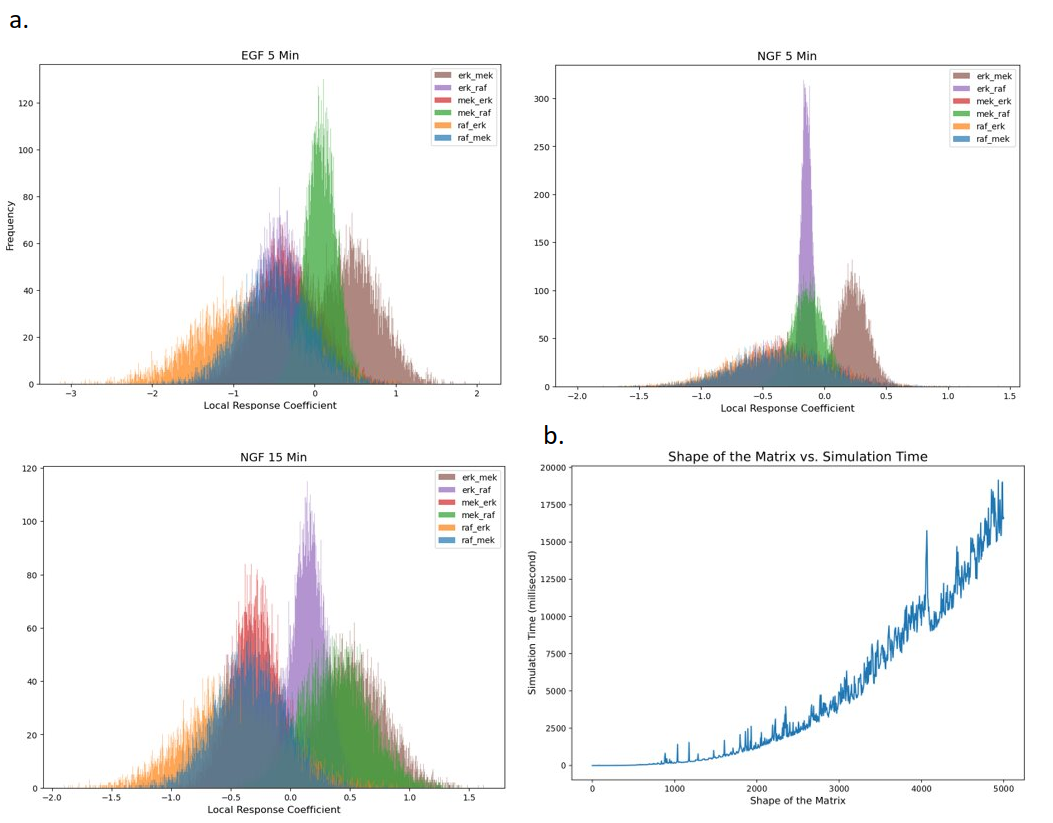 a.
EGF 5 Min
Frequency
120
100
80
60
40
20
0
−3 −2 −1 0 1 2
Local Response Coefficient
erk_mek
erk_raf
mek_erk
mek_raf
raf_erk
raf_mek
NGF 5 Min
300
250
200
150
100
50
0
−2.0 −1.5 −1.0 −0.5 0.0 0.5 1.0 1.5
Local Response Coefficient
erk_mek
erk_raf
mek_erk
mek_raf
raf_erk
raf_mek
NGF 15 Min
120
100
80
60
40
20
0
−2.0 −1.5 −1.0 −0.5 0.0 0.5 1.0 1.5
Local Response Coefficient
erk_mek
erk_raf
mek_erk
mek_raf
raf_erk
raf_mek
b.
Shape of the Matrix vs. Simulation Time
Simulation Time (millisecond)
20000
17500
15000
12500
10000
7500
5000
2500
0
0 1000 2000 3000 4000 5000
Shape of the Matrix